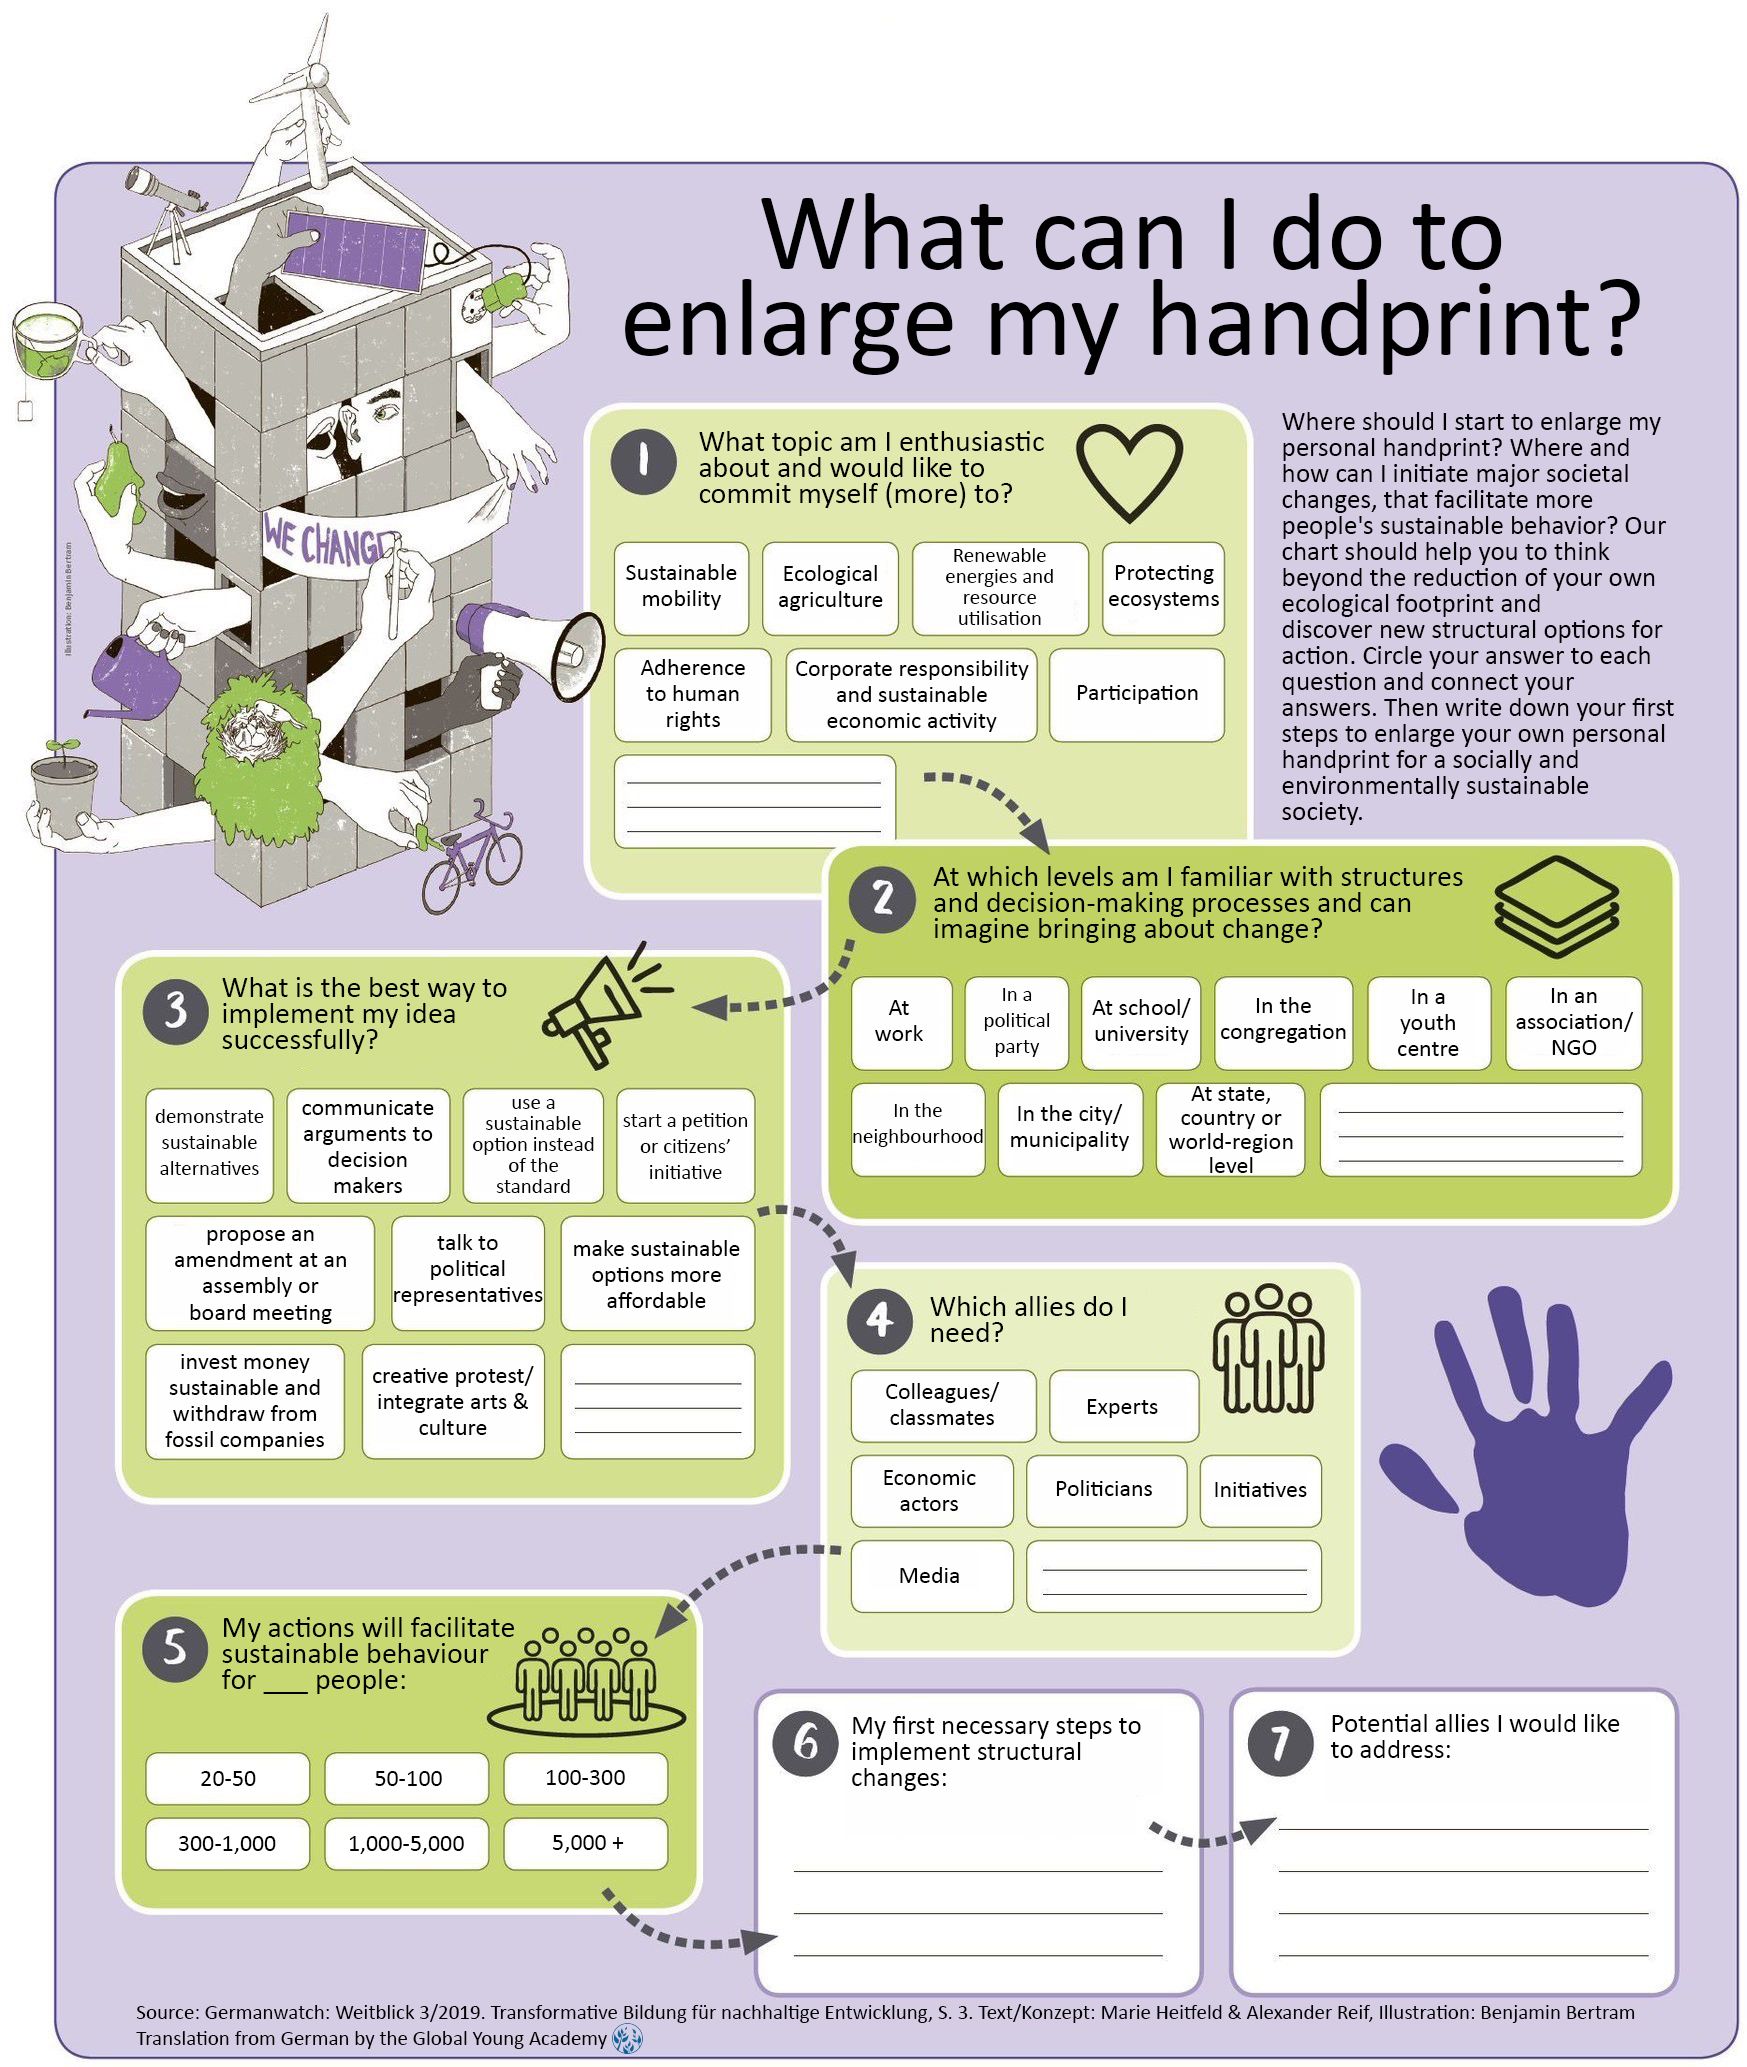 What can I do to
enlarge my handprint?
Where should I start to enlarge my
personal handprint? Where and
how can I initiate major societal
changes, that facilitate more
people's sustainable behavior? Our
chart should help you to think
beyond the reduction of your own
ecological footprint and
discover new structural options for
action. Circle your answer to each
question and connect your
answers. Then write down your first
steps to enlarge your own personal
handprint for a socially and
environmentally sustainable
society.
WE CHANGE
Illustration: Benjamin Bertram
1
What topic am I enthusiastic
about and would like to
commit myself (more) to?
Sustainable
mobility
Ecological
agriculture
Renewable
energies and
resource
utilisation
Protecting
ecosystems
Adherence
to human
rights
Corporate responsibility
and sustainable
economic activity
Participation
2
At which levels am I familiar with structures
and decision-making processes and can
imagine bringing about change?
At
work
In a
political
party
At school/
university
In the
congregation
In a
youth
centre
In an
association/
NGO
In the
neighbourhood
In the city/
municipality
At state,
country or
world-region
level
3
What is the best way to
implement my idea
successfully?
demonstrate
sustainable
alternatives
communicate
arguments to
decision
makers
use a
sustainable
option instead
of the
standard
start a petition
or citizens’
initiative
propose an
amendment at an
assembly or
board meeting
talk to
political
representatives
make sustainable
options more
affordable
invest money
sustainable and
withdraw from
fossil companies
creative protest/
integrate arts &
culture
4
Which allies do I
need?
Colleagues/
classmates
Experts
Economic
actors
Politicians
Initiatives
Media
5
My actions will facilitate
sustainable behaviour
for ___ people:
20-50
50-100
100-300
300-1,000
1,000-5,000
5,000 +
6
My first necessary steps to
implement structural
changes:
7
Potential allies I would like
to address:
Source: Germanwatch: Weitblick 3/2019. Transformative Bildung für nachhaltige Entwicklung, S. 3. Text/Konzept: Marie Heitfeld & Alexander Reif, Illustration: Benjamin Bertram
Translation from German by the Global Young Academy